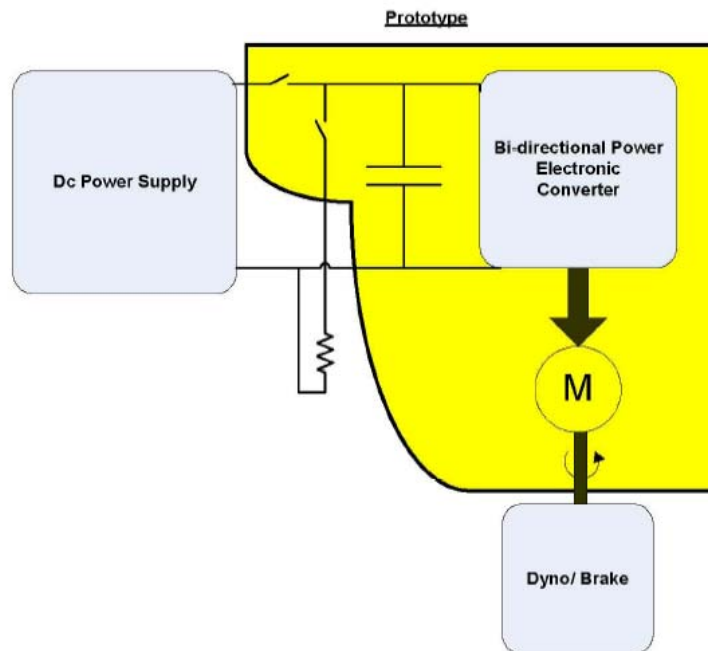 Prototype
Dc Power Supply
Bi-directional Power
Electronic
Converter
M
Dyno/ Brake